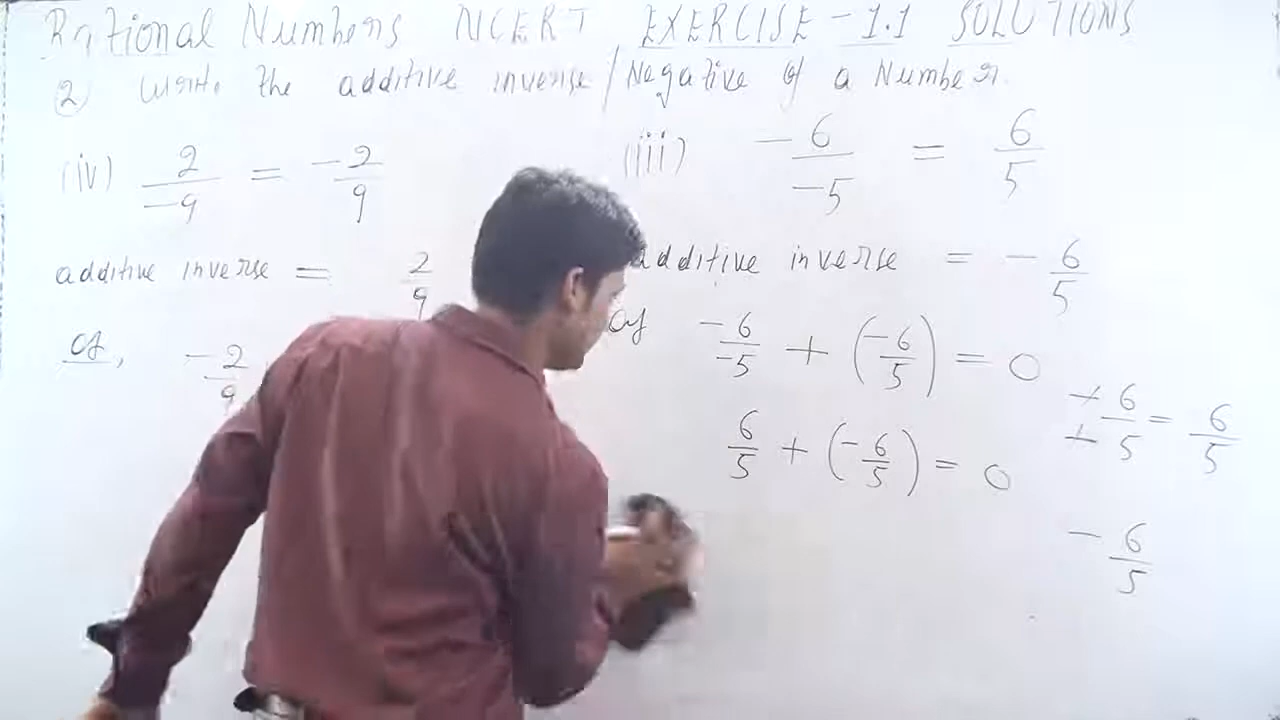 Rational Numbers NCERT EXERCISE - 1.1 SOLUTIONS
② Write the additive inverse / Negative of a Number.
(iv) 2/-9 = -2/9
additive inverse = 2/9
of, -2/9
(iii) -6/-5 = 6/5
additive inverse = -6/5
of -6/-5 + (-6/5) = 0
6/5 + (-6/5) = 0
+6/+5 = 6/5
-6/5